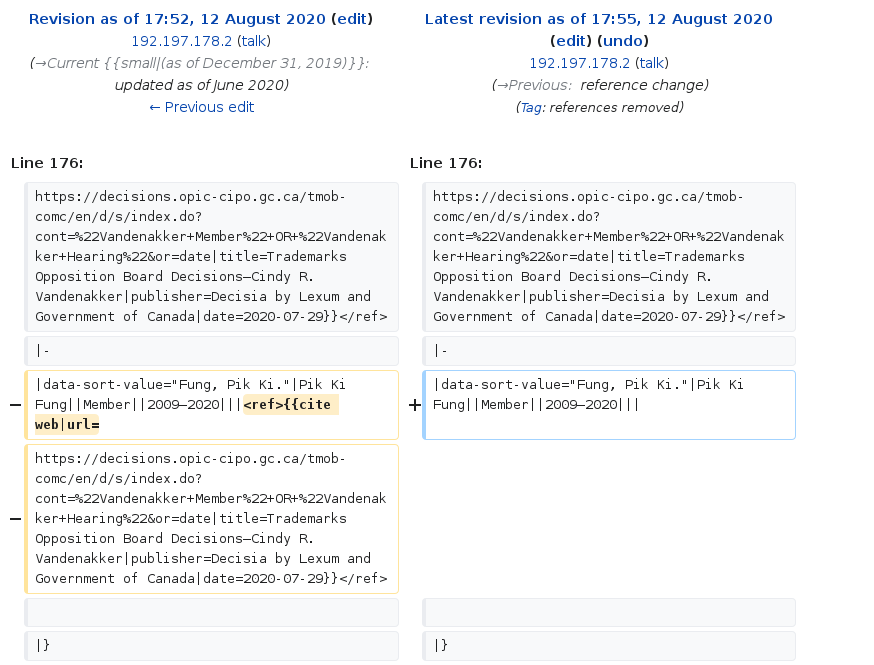 Revision as of 17:52, 12 August 2020 (edit)
192.197.178.2 (talk)
(→Current {{small|(as of December 31, 2019)}}:
updated as of June 2020)
← Previous edit
Latest revision as of 17:55, 12 August 2020
(edit) (undo)
192.197.178.2 (talk)
(→Previous: reference change)
(Tag: references removed)
Line 176:
Line 176:
https://decisions.opic-cipo.gc.ca/tmob-
comc/en/d/s/index.do?
cont=%22Vandenakker+Member%22+OR+%22Vandenak
ker+Hearing%22&or=date|title=Trademarks
Opposition Board Decisions—Cindy R.
Vandenakker|publisher=Decisia by Lexum and
Government of Canada|date=2020-07-29}}</ref>
https://decisions.opic-cipo.gc.ca/tmob-
comc/en/d/s/index.do?
cont=%22Vandenakker+Member%22+OR+%22Vandenak
ker+Hearing%22&or=date|title=Trademarks
Opposition Board Decisions—Cindy R.
Vandenakker|publisher=Decisia by Lexum and
Government of Canada|date=2020-07-29}}</ref>
|-
|-
− |data-sort-value="Fung, Pik Ki."|Pik Ki
Fung||Member||2009–2020|||<ref>{{cite
web|url=
+ |data-sort-value="Fung, Pik Ki."|Pik Ki
Fung||Member||2009–2020|||
− https://decisions.opic-cipo.gc.ca/tmob-
comc/en/d/s/index.do?
cont=%22Vandenakker+Member%22+OR+%22Vandenak
ker+Hearing%22&or=date|title=Trademarks
Opposition Board Decisions—Cindy R.
Vandenakker|publisher=Decisia by Lexum and
Government of Canada|date=2020-07-29}}</ref>
|}
|}